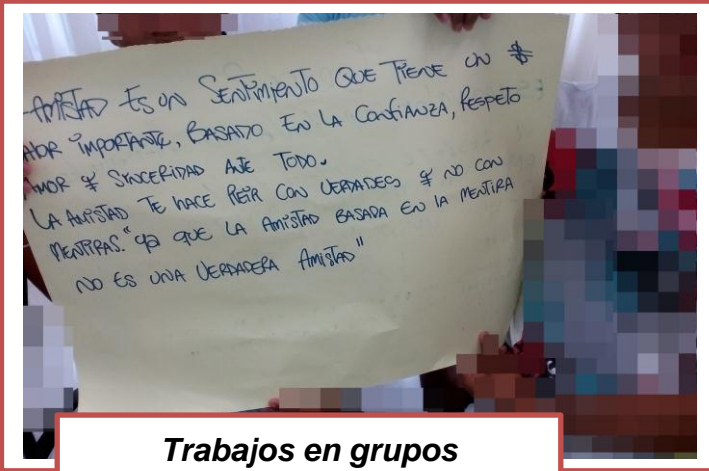 -AMISTAD ES UN SENTIMIENTO QUE TIENE UN
IMPORTANTE, BASADO EN LA CONFIANZA, RESPETO
AMOR Y SINCERIDAD ANTE TODO.
LA AMISTAD TE HACE REIR CON VERDADES Y NO CON
MENTIRAS. "YA QUE LA AMISTAD BASADA EN LA MENTIRA
NO ES UNA VERDADERA AMISTAD"
Trabajos en grupos